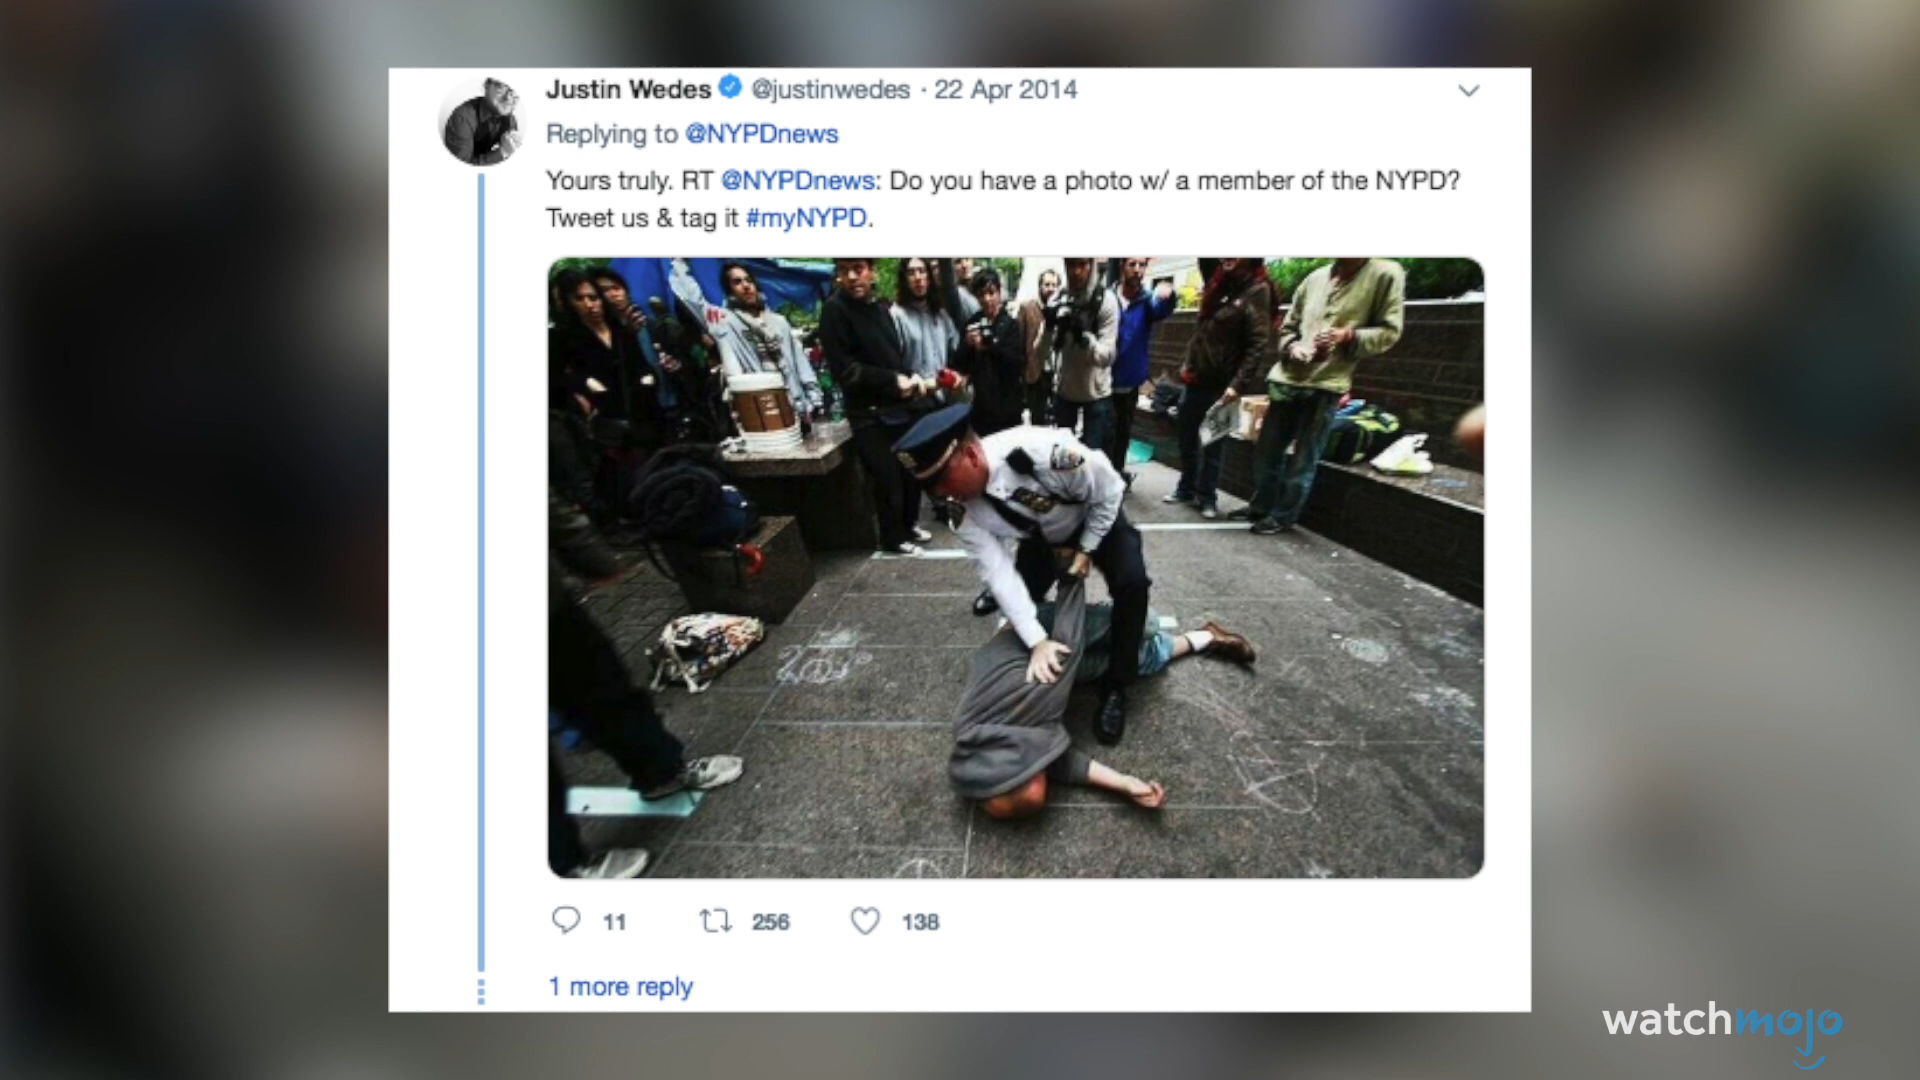 Justin Wedes @justinwedes · 22 Apr 2014
Replying to @NYPDnews
Yours truly. RT @NYPDnews: Do you have a photo w/ a member of the NYPD?
Tweet us & tag it #myNYPD.
11 256 138
1 more reply
watchmojo